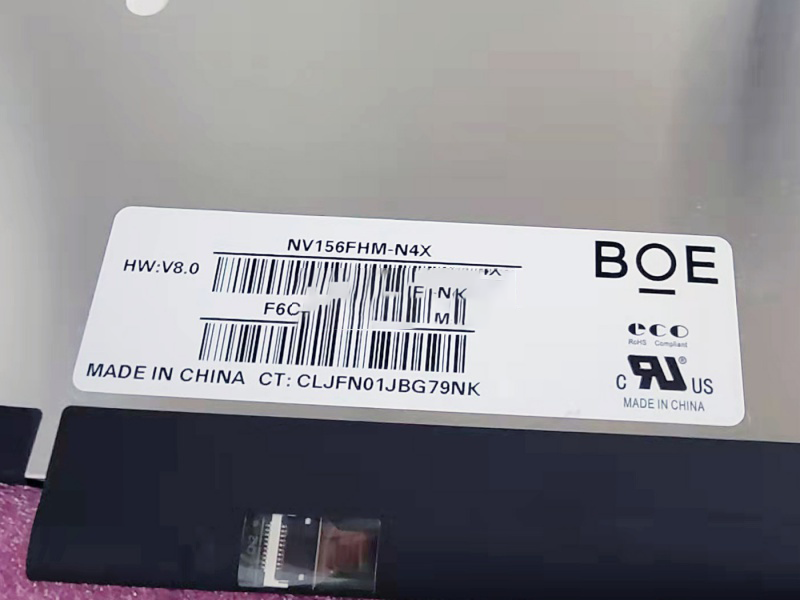 NV156FHM-N4X
HW:V8.0
BOE
F6C
M
eco
RoHS Compliant
C US
MADE IN CHINA CT: CLJFN01JBG79NK
MADE IN CHINA